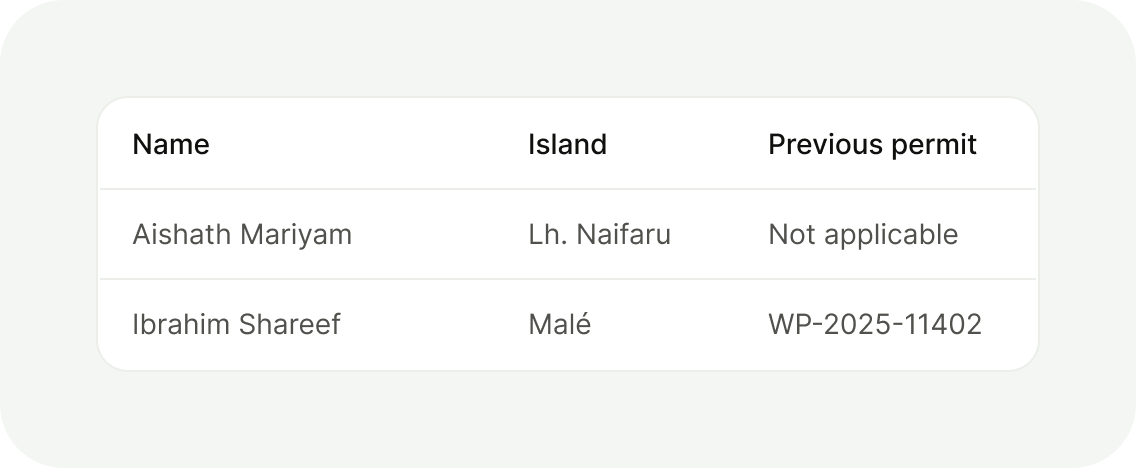 Name Island Previous permit
Aishath Mariyam Lh. Naifaru Not applicable
Ibrahim Shareef Malé WP-2025-11402